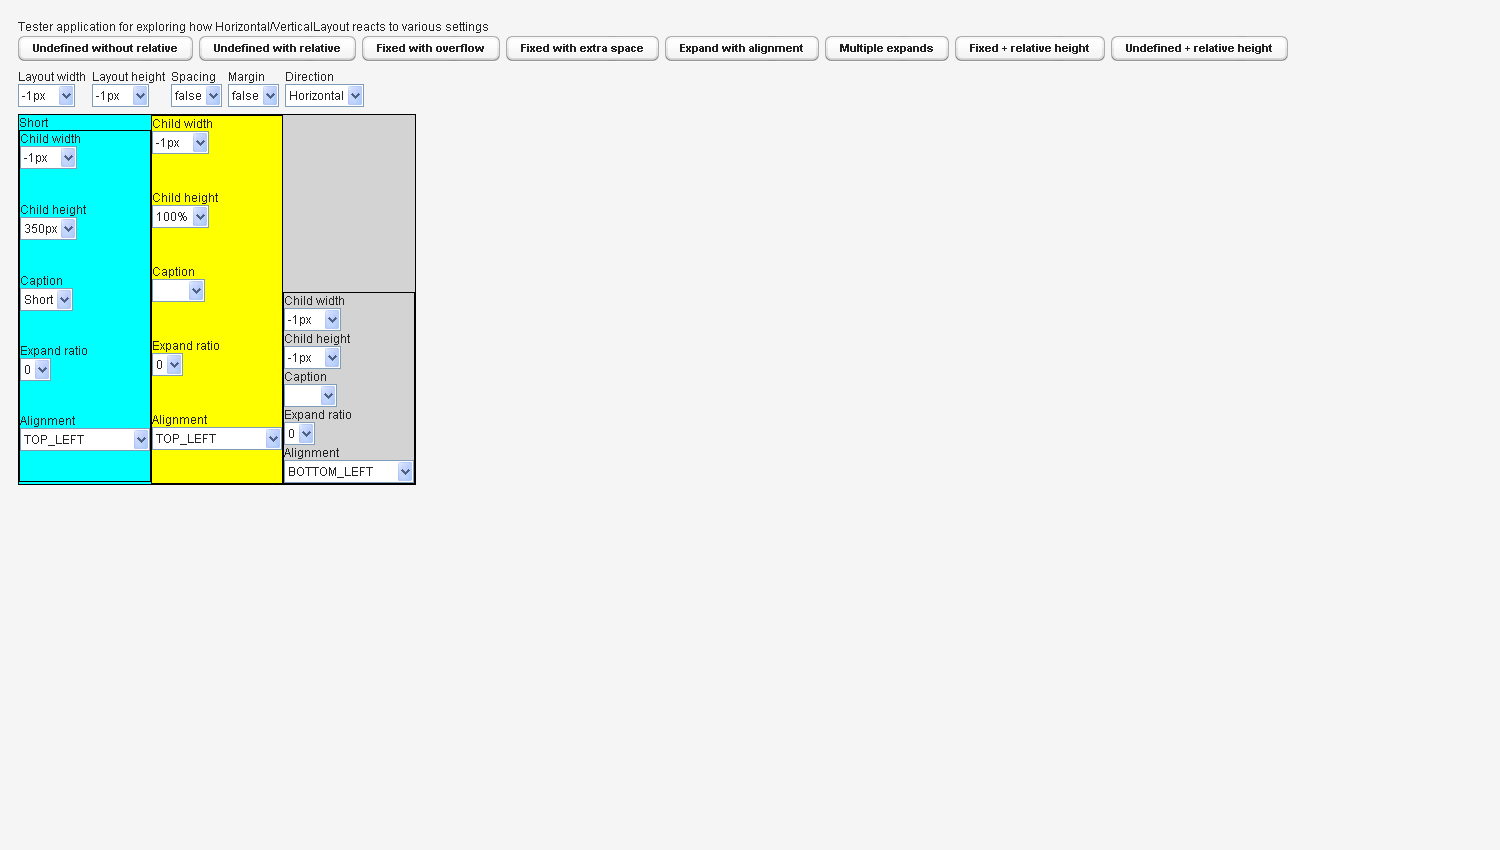 Tester application for exploring how Horizontal/VerticalLayout reacts to various settings
Undefined without relative Undefined with relative Fixed with overflow Fixed with extra space Expand with alignment Multiple expands Fixed + relative height Undefined + relative height
Layout width Layout height Spacing Margin Direction
-1px -1px false false Horizontal
Short
Child width
-1px
Child height
350px
Caption
Short
Expand ratio
0
Alignment
TOP_LEFT
Child width
-1px
Child height
100%
Caption
Expand ratio
0
Alignment
TOP_LEFT
Child width
-1px
Child height
-1px
Caption
Expand ratio
0
Alignment
BOTTOM_LEFT